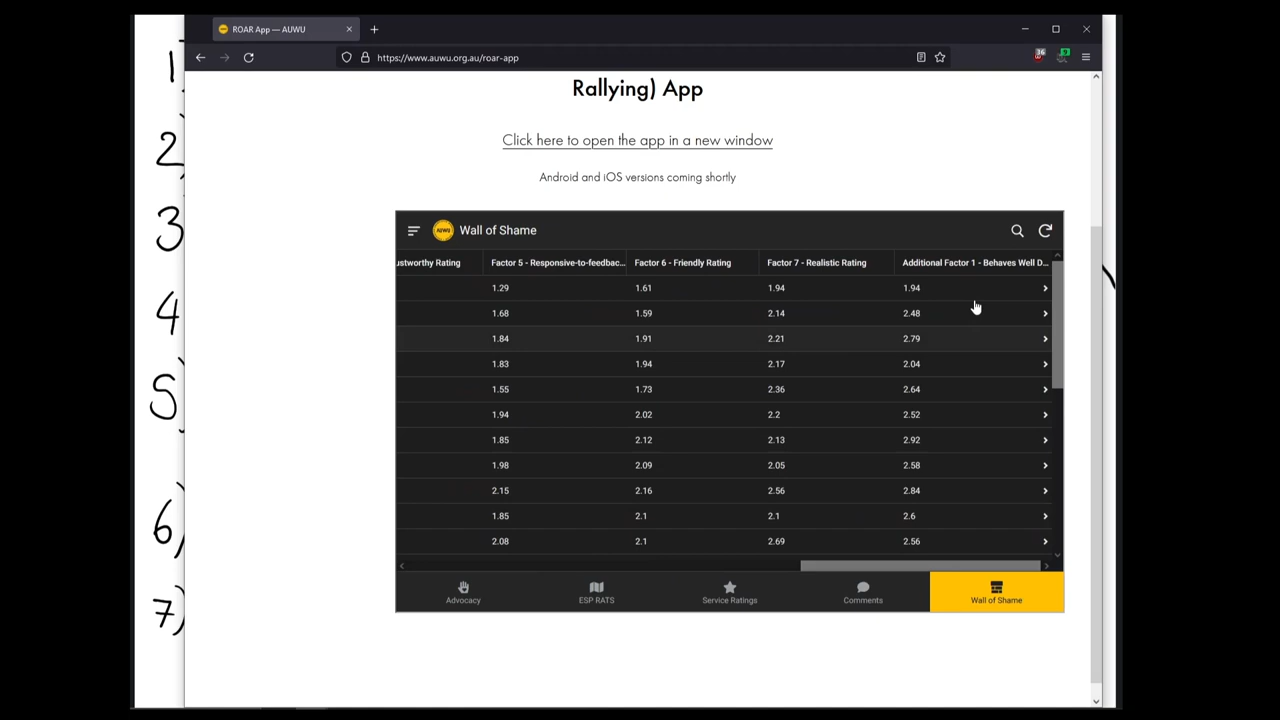 ROAR App — AUWU
https://www.auwu.org.au/roar-app
36
9
Rallying) App
Click here to open the app in a new window
Android and iOS versions coming shortly
AUWU
Wall of Shame
ustworthy Rating Factor 5 - Responsive-to-feedbac... Factor 6 - Friendly Rating Factor 7 - Realistic Rating Additional Factor 1 - Behaves Well D...
1.29 1.61 1.94 1.94
1.68 1.59 2.14 2.48
1.84 1.91 2.21 2.79
1.83 1.94 2.17 2.04
1.55 1.73 2.36 2.64
1.94 2.02 2.2 2.52
1.85 2.12 2.13 2.92
1.98 2.09 2.05 2.58
2.15 2.16 2.56 2.84
1.85 2.1 2.1 2.6
2.08 2.1 2.69 2.56
Advocacy ESP RATS Service Ratings Comments Wall of Shame
1)
2)
3)
4)
5)
6)
7)